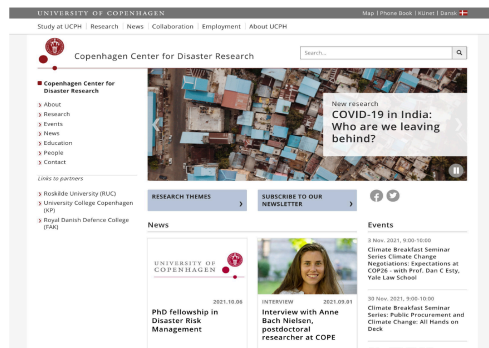 UNIVERSITY OF COPENHAGEN
Map | Phone Book | KUnet | Danish
Study at UCPH | Research | News | Collaboration | Employment | About UCPH
Copenhagen Center for Disaster Research
Search...
Copenhagen Center for
Disaster Research
About
Research
Events
News
Education
People
Contact
Links to partners
Roskilde University (RUC)
University College Copenhagen
(KP)
Royal Danish Defence College
(FAK)
New research
COVID-19 in India:
Who are we leaving
behind?
RESEARCH THEMES
SUBSCRIBE TO OUR
NEWSLETTER
News
UNIVERSITY OF
COPENHAGEN
2021.10.06
PhD fellowship in
Disaster Risk
Management
INTERVIEW 2021.09.01
Interview with Anne
Bach Nielsen,
postdoctoral
researcher at COPE
Events
3 Nov. 2021, 9:00-10:00
Climate Breakfast Seminar
Series Climate Change
Negotiations: Expectations at
COP26 - with Prof. Dan C Esty,
Yale Law School
30 Nov. 2021, 9:00-10:00
Climate Breakfast Seminar
Series: Public Procurement and
Climate Change: All Hands on
Deck